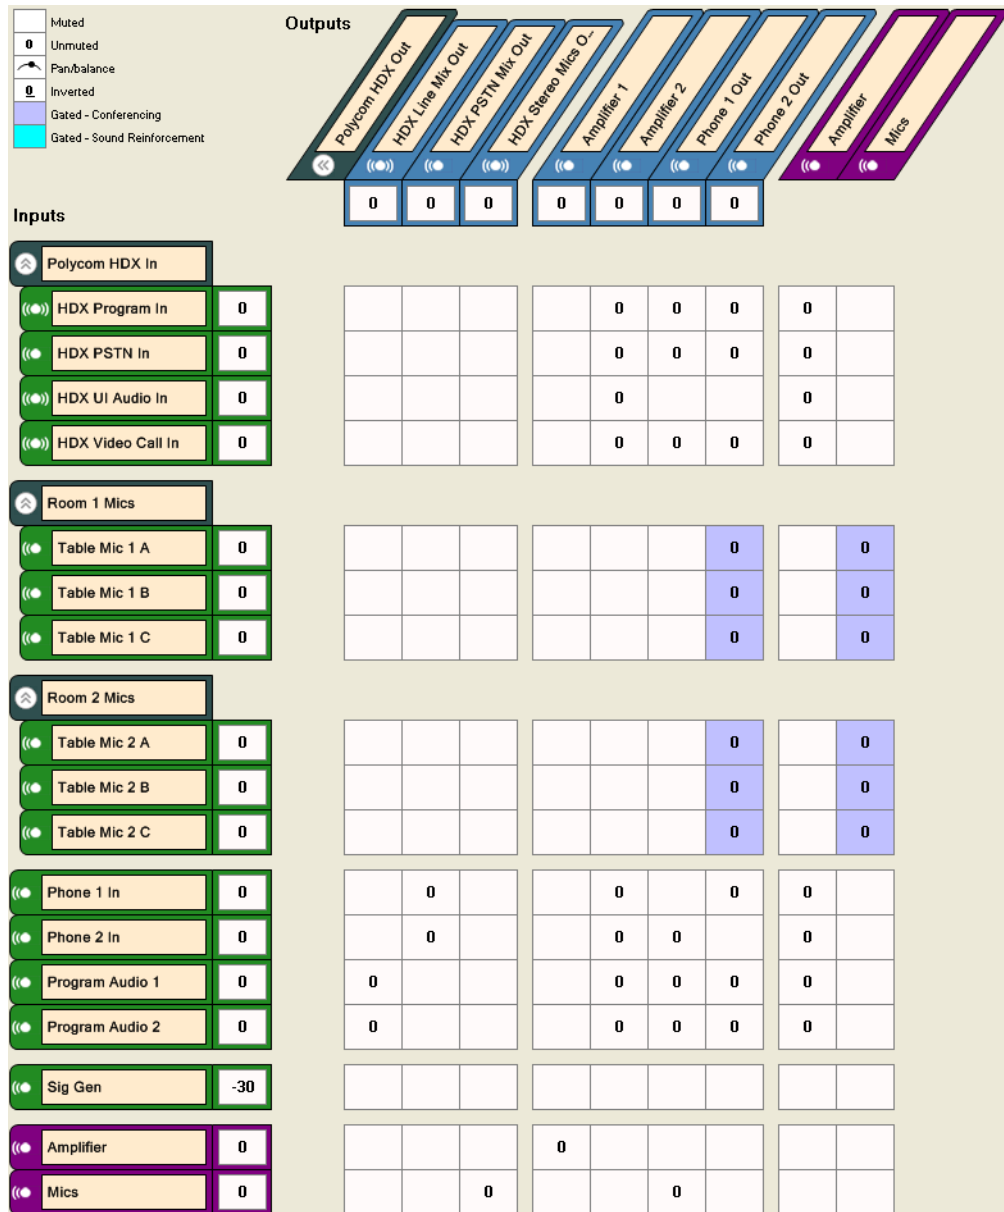 Muted
0 Unmuted
Pan/balance
0 Inverted
Gated - Conferencing
Gated - Sound Reinforcement
Outputs
Polycom HDX Out
HDX Line Mix Out
HDX PSTN Mix Out
HDX Stereo Mics O...
Amplifier 1
Amplifier 2
Phone 1 Out
Phone 2 Out
Amplifier
Mics
0 0 0 0 0 0 0
Inputs
Polycom HDX In
HDX Program In 0 0 0 0 0
HDX PSTN In 0 0 0 0 0
HDX UI Audio In 0 0 0
HDX Video Call In 0 0 0 0 0
Room 1 Mics
Table Mic 1 A 0 0 0
Table Mic 1 B 0 0 0
Table Mic 1 C 0 0 0
Room 2 Mics
Table Mic 2 A 0 0 0
Table Mic 2 B 0 0 0
Table Mic 2 C 0 0 0
Phone 1 In 0 0 0 0 0
Phone 2 In 0 0 0 0 0
Program Audio 1 0 0 0 0 0 0
Program Audio 2 0 0 0 0 0 0
Sig Gen -30
Amplifier 0 0
Mics 0 0 0